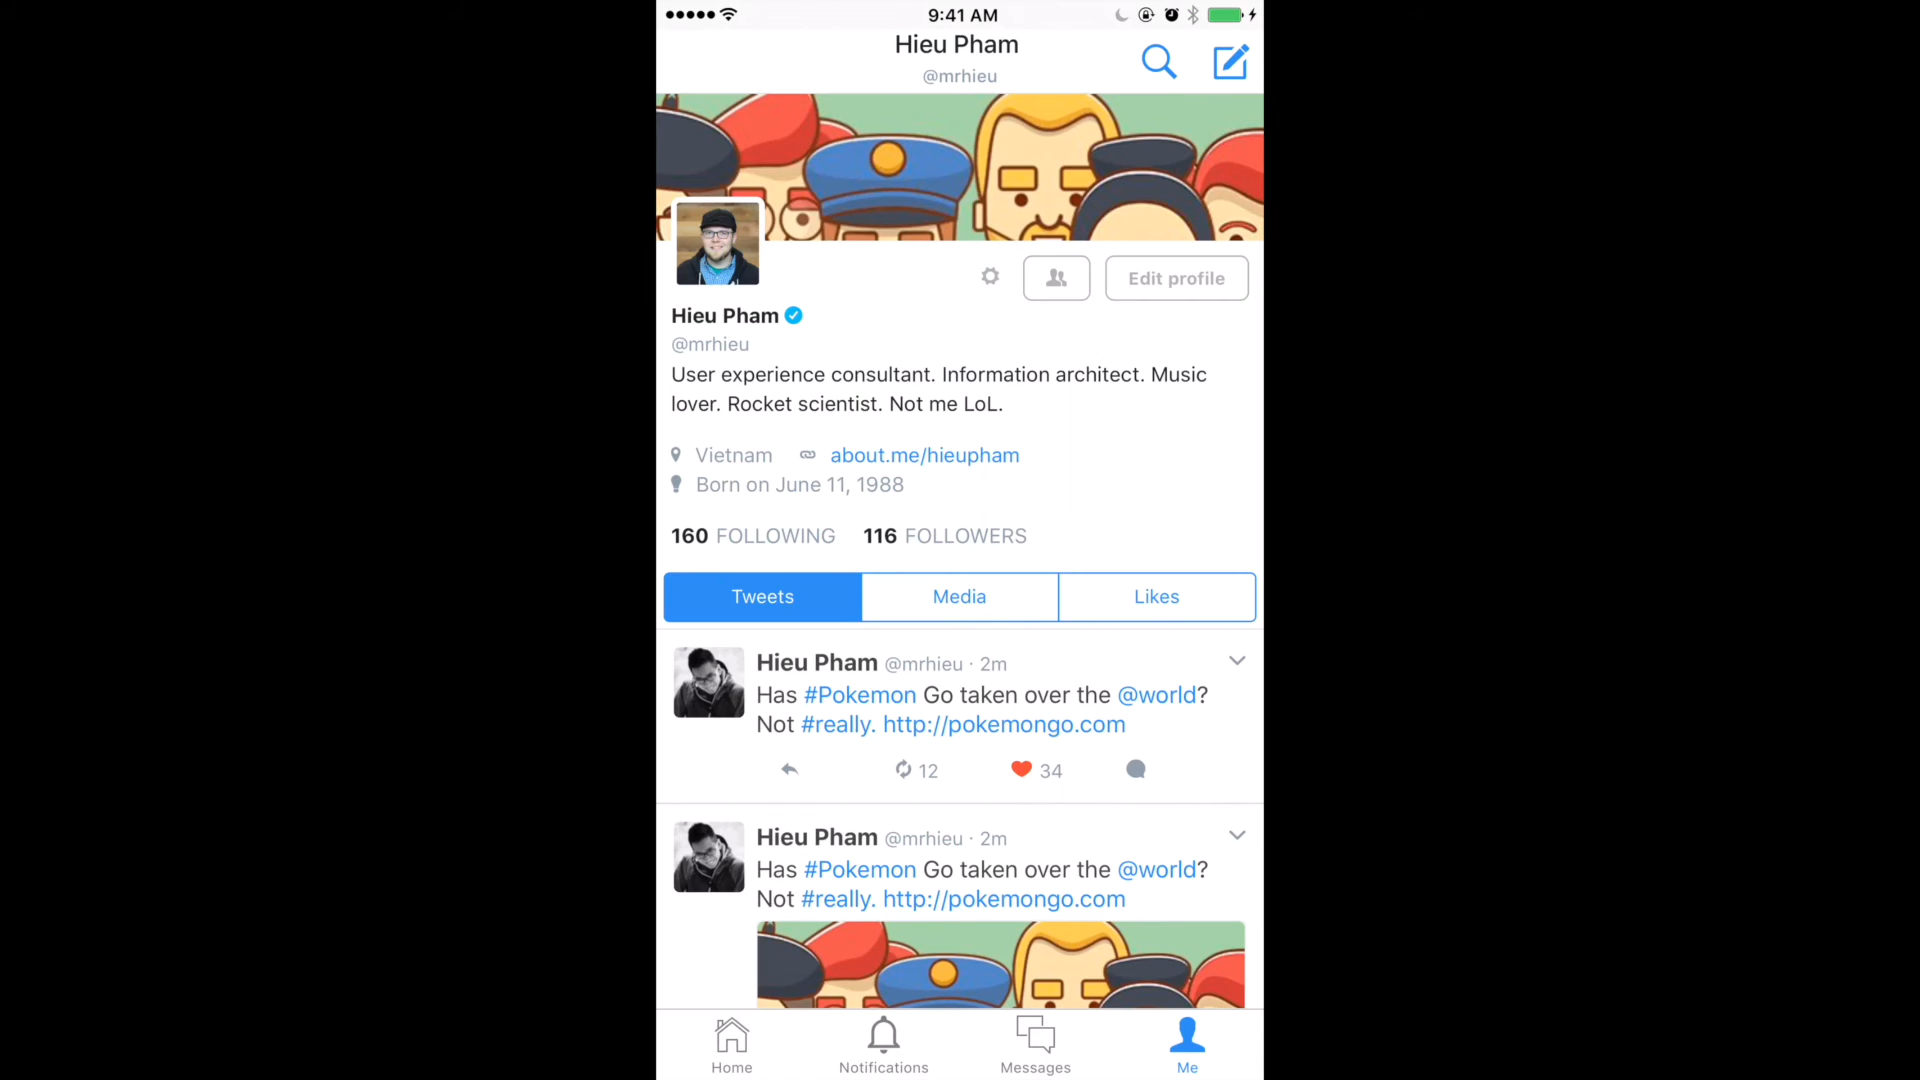 9:41 AM
Hieu Pham
@mrhieu
Edit profile
Hieu Pham
@mrhieu
User experience consultant. Information architect. Music
lover. Rocket scientist. Not me LoL.
Vietnam about.me/hieupham
Born on June 11, 1988
160 FOLLOWING 116 FOLLOWERS
Tweets Media Likes
Hieu Pham @mrhieu · 2m
Has #Pokemon Go taken over the @world?
Not #really. http://pokemongo.com
12 34
Hieu Pham @mrhieu · 2m
Has #Pokemon Go taken over the @world?
Not #really. http://pokemongo.com
Home Notifications Messages Me